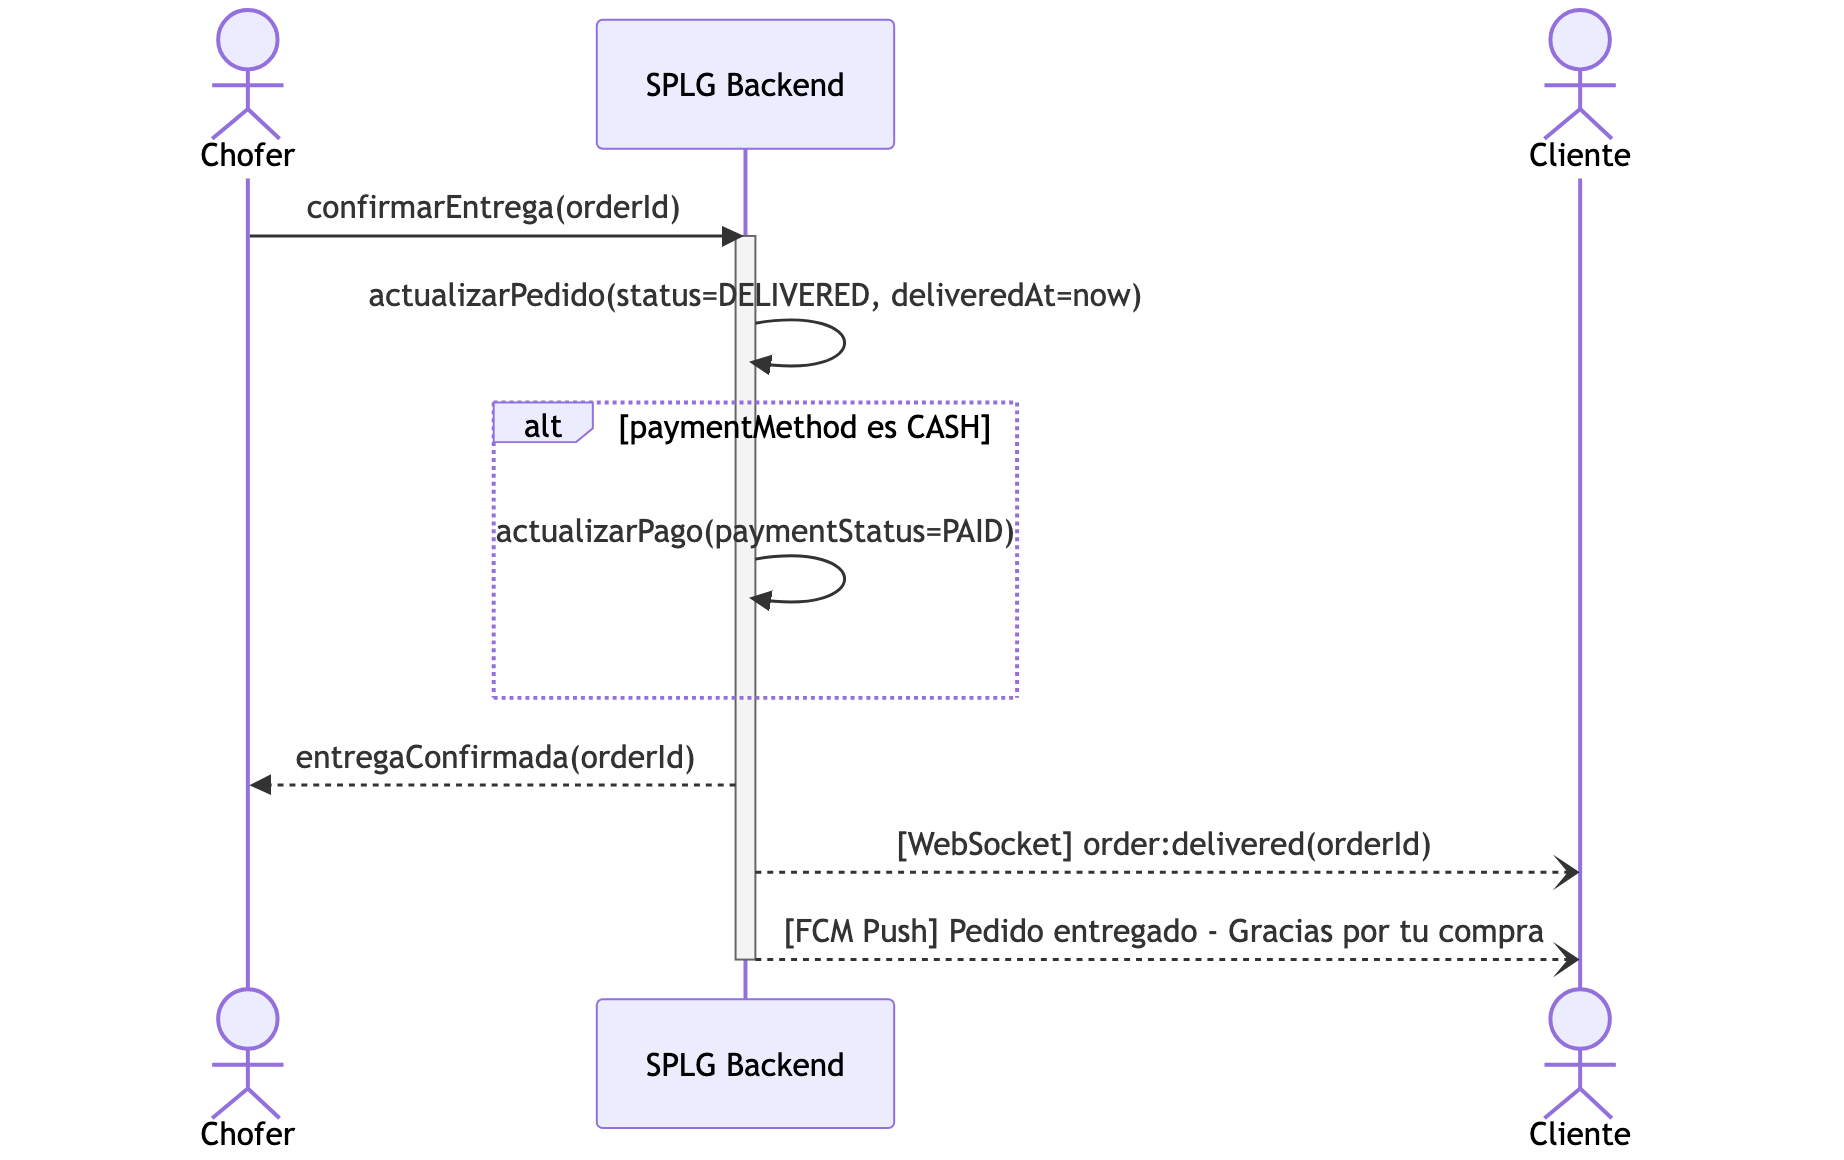 SPLG Backend
Chofer
Cliente
confirmarEntrega(orderId)
actualizarPedido(status=DELIVERED, deliveredAt=now)
alt
[paymentMethod es CASH]
actualizarPago(paymentStatus=PAID)
entregaConfirmada(orderId)
[WebSocket] order:delivered(orderId)
[FCM Push] Pedido entregado - Gracias por tu compra
SPLG Backend
Chofer
Cliente